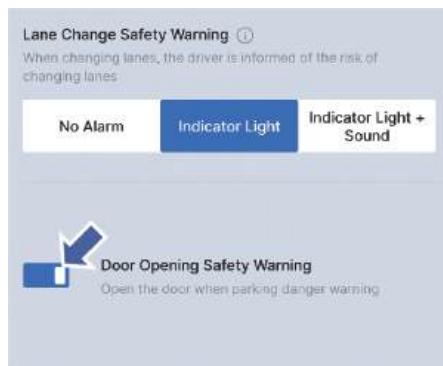 Lane Change Safety Warning
When changing lanes, the driver is informed of the risk of
changing lanes
No Alarm
Indicator Light
Indicator Light +
Sound
Door Opening Safety Warning
Open the door when parking danger warning